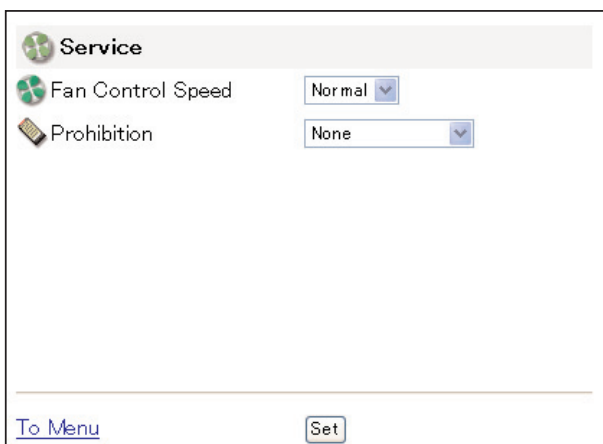 Service
Fan Control Speed Normal
Prohibition None
To Menu Set